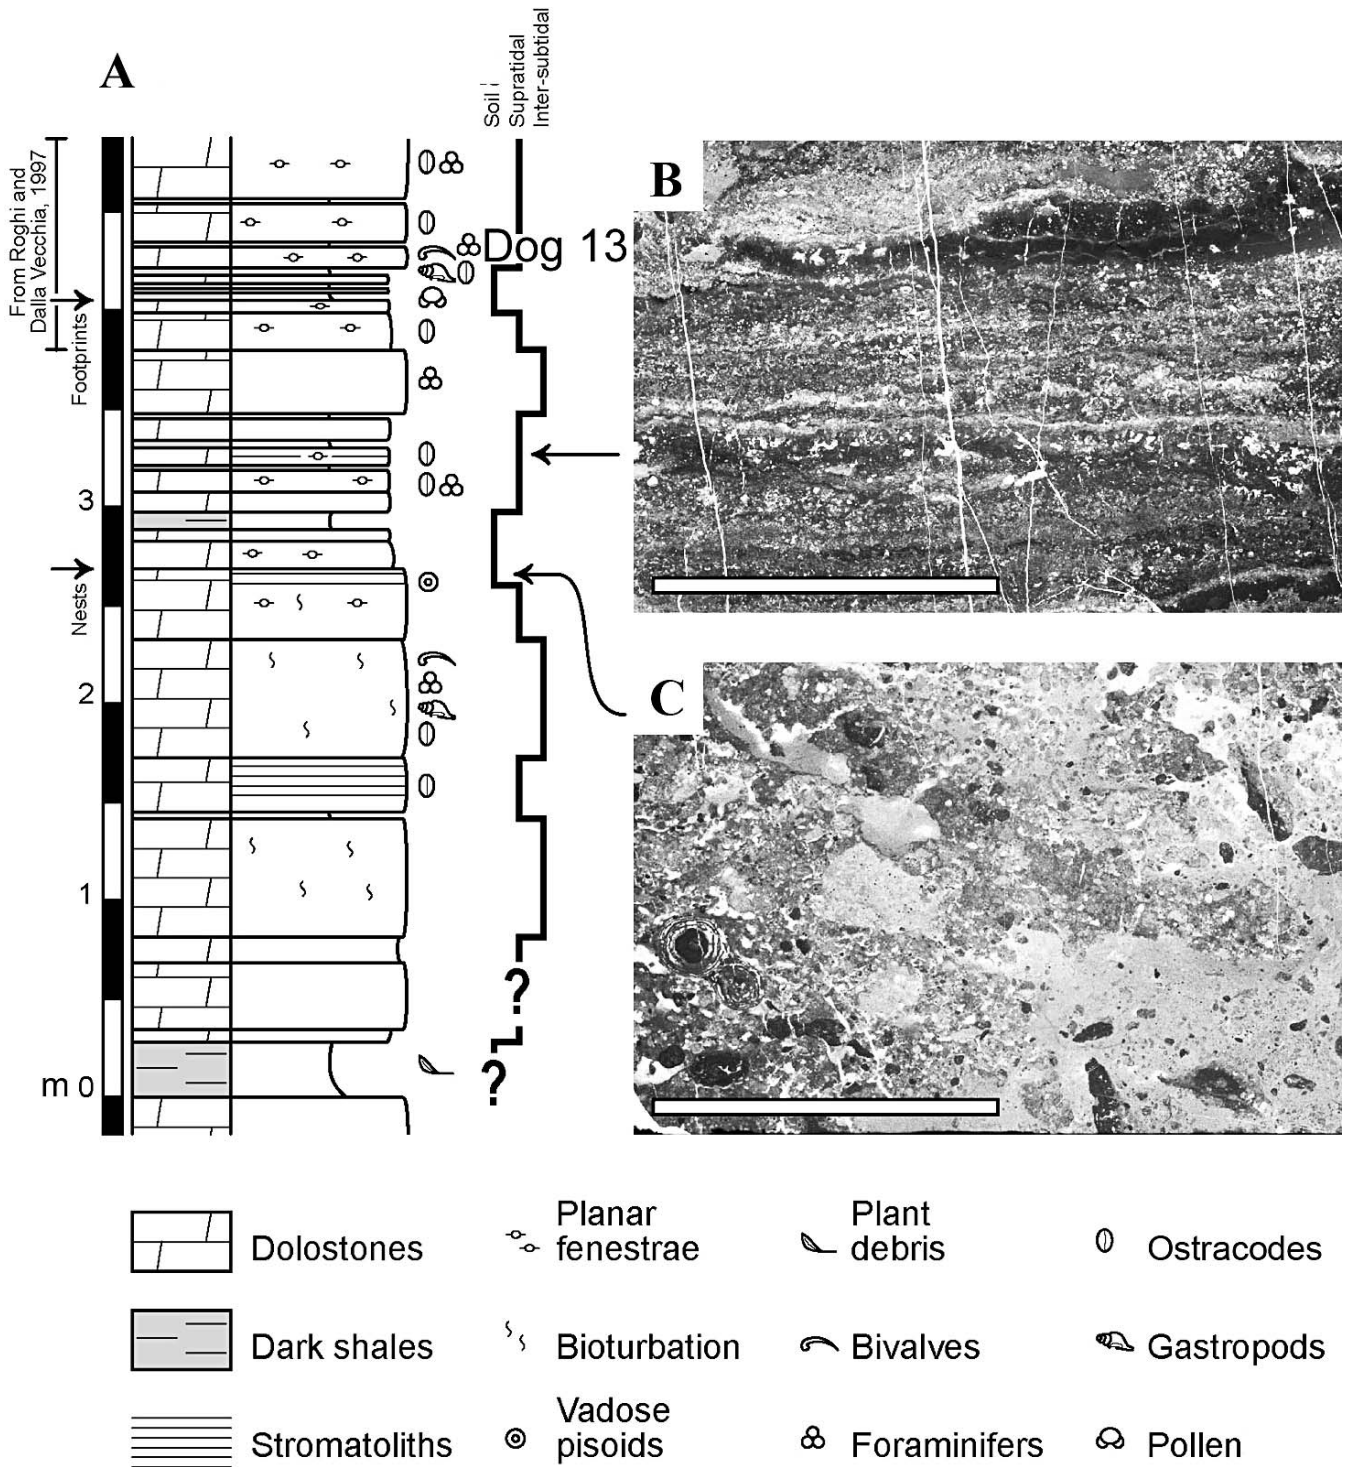 A
Soil
Supratidal
Inter-subtidal
From Roghi and
Dalla Vecchia, 1997
B
Dog 13
Footprints
3
Nests
C
2
1
?
?
m 0
Dolostones
Planar
fenestrae
Plant
debris
Ostracodes
Dark shales
Bioturbation
Bivalves
Gastropods
Stromatoliths
Vadose
pisoids
Foraminifers
Pollen